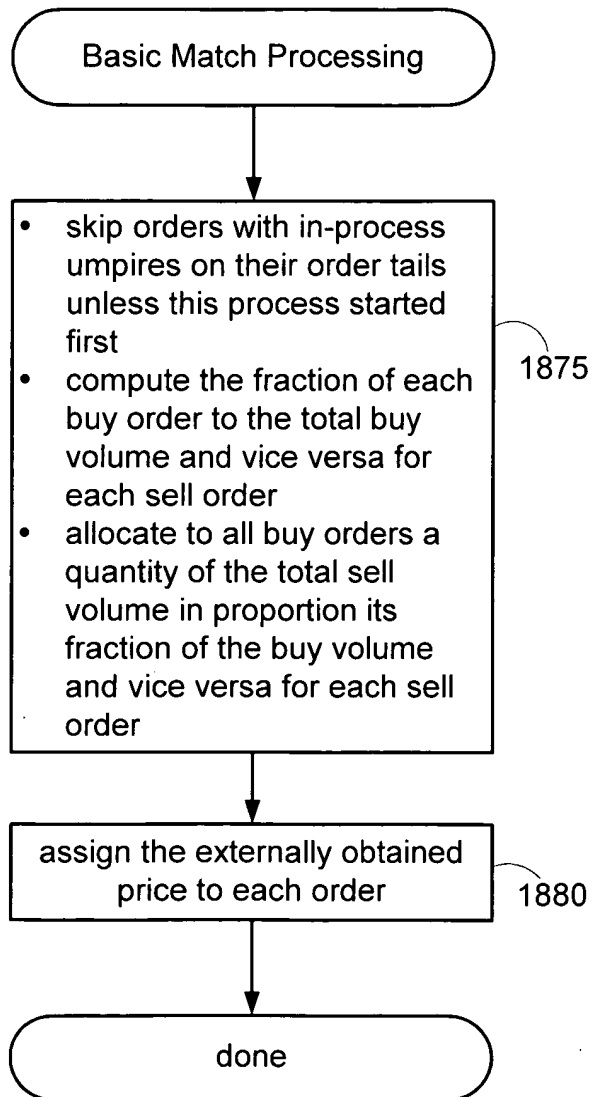 Basic Match Processing
• skip orders with in-process
umpires on their order tails
unless this process started
first
1875
• compute the fraction of each
buy order to the total buy
volume and vice versa for
each sell order
• allocate to all buy orders a
quantity of the total sell
volume in proportion its
fraction of the buy volume
and vice versa for each sell
order
assign the externally obtained
price to each order
1880
done